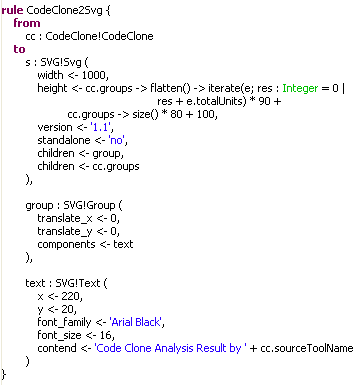 rule CodeClone2Svg {
from
cc : CodeClone!CodeClone
to
s : SVG!Svg (
width <- 1000,
height <- cc.groups -> flatten() -> iterate(e; res : Integer = 0 |
res + e.totalUnits) * 90 +
cc.groups -> size() * 80 + 100,
version <- '1.1',
standalone <- 'no',
children <- group,
children <- cc.groups
),
group : SVG!Group (
translate_x <- 0,
translate_y <- 0,
components <- text
),
text : SVG!Text (
x <- 220,
y <- 20,
font_family <- 'Arial Black',
font_size <- 16,
contend <- 'Code Clone Analysis Result by ' + cc.sourceToolName
)
}